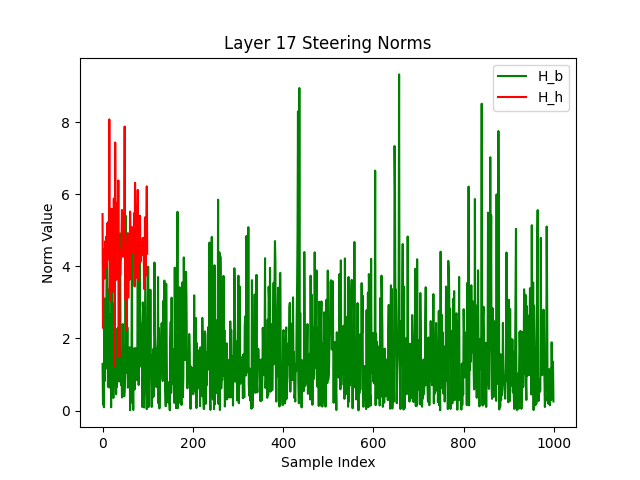 Layer 17 Steering Norms
H_b
H_h
8
6
4
2
0
Norm Value
0 200 400 600 800 1000
Sample Index